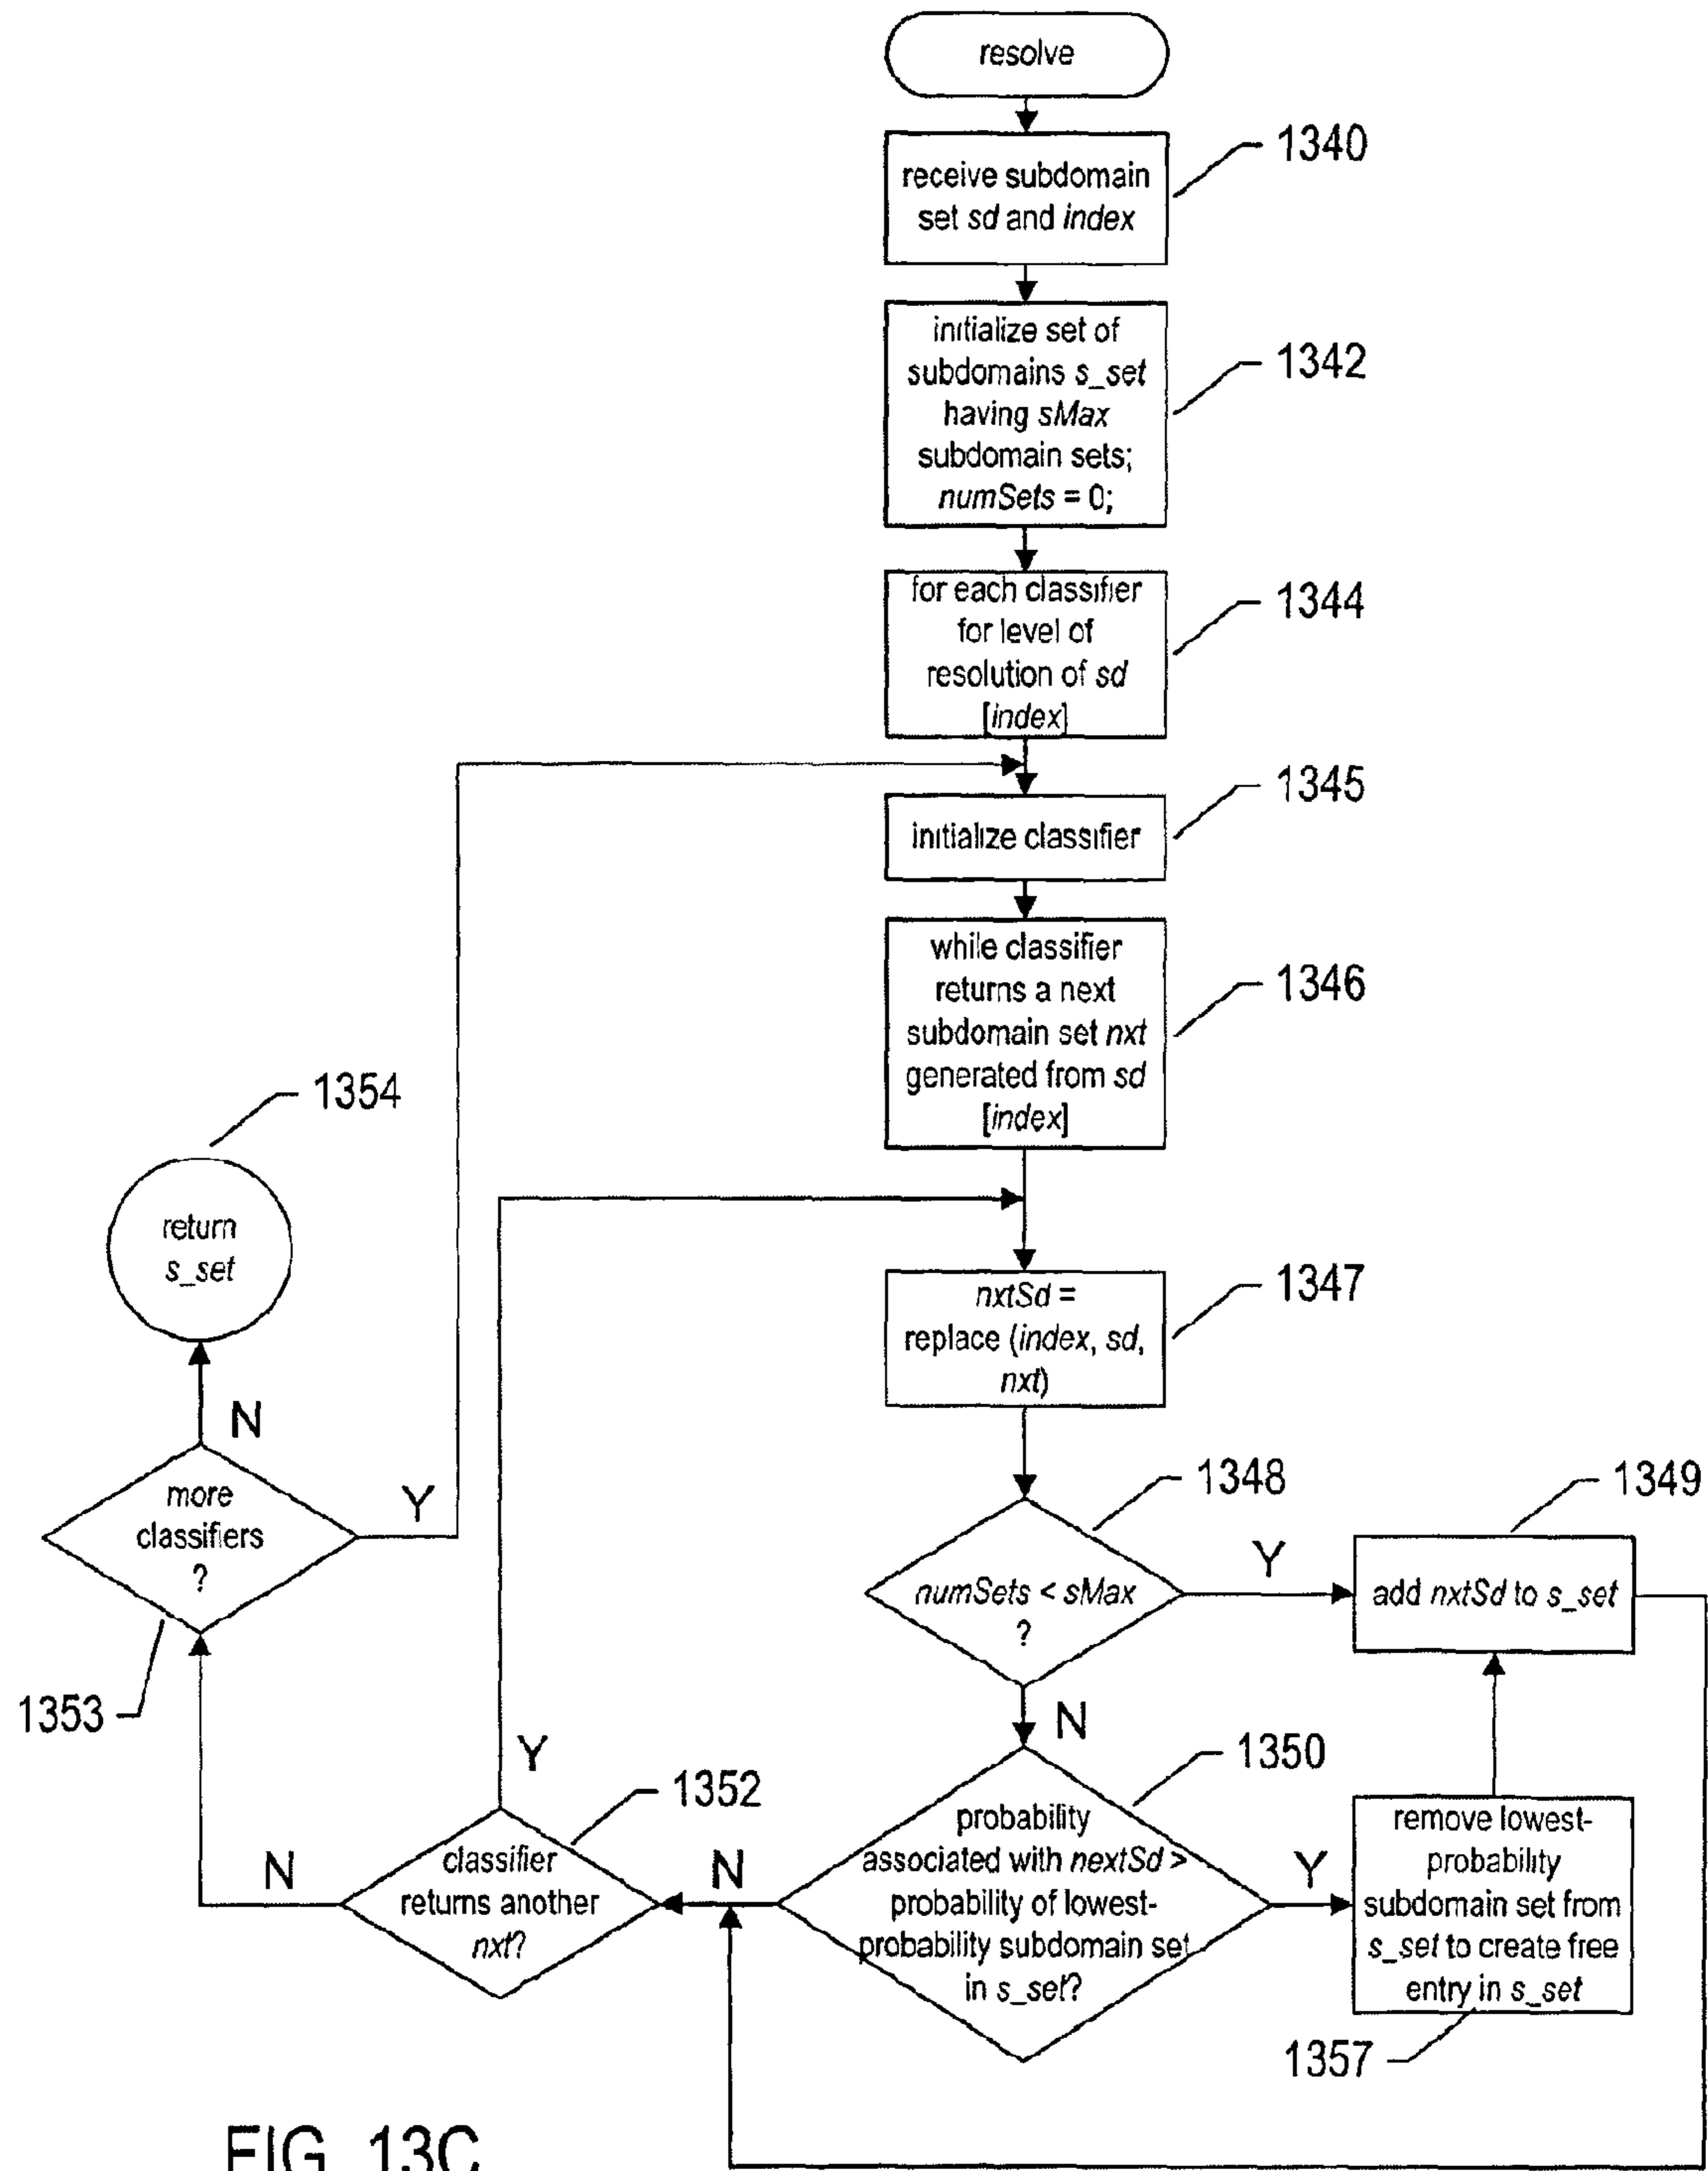 resolve
1340
receive subdomain
set sd and index
initialize set of
subdomains s_set
having sMax
subdomain sets;
numSets = 0;
1342
for each classifier
for level of
resolution of sd
[index]
1344
1345
initialize classifier
while classifier
returns a next
subdomain set nxt
generated from sd
[index]
1346
1354
return
s_set
nxtSd =
replace (index, sd,
nxt)
1347
N
more
classifiers
?
Y
1353
1348
numSets < sMax
?
Y
1349
add nxtSd to s_set
N
1350
probability
associated with nextSd >
probability of lowest-
probability subdomain set
in s_set?
Y
remove lowest-
probability
subdomain set from
s_set to create free
entry in s_set
1357
N
Y
1352
classifier
returns another
nxt?
N
FIG. 13C